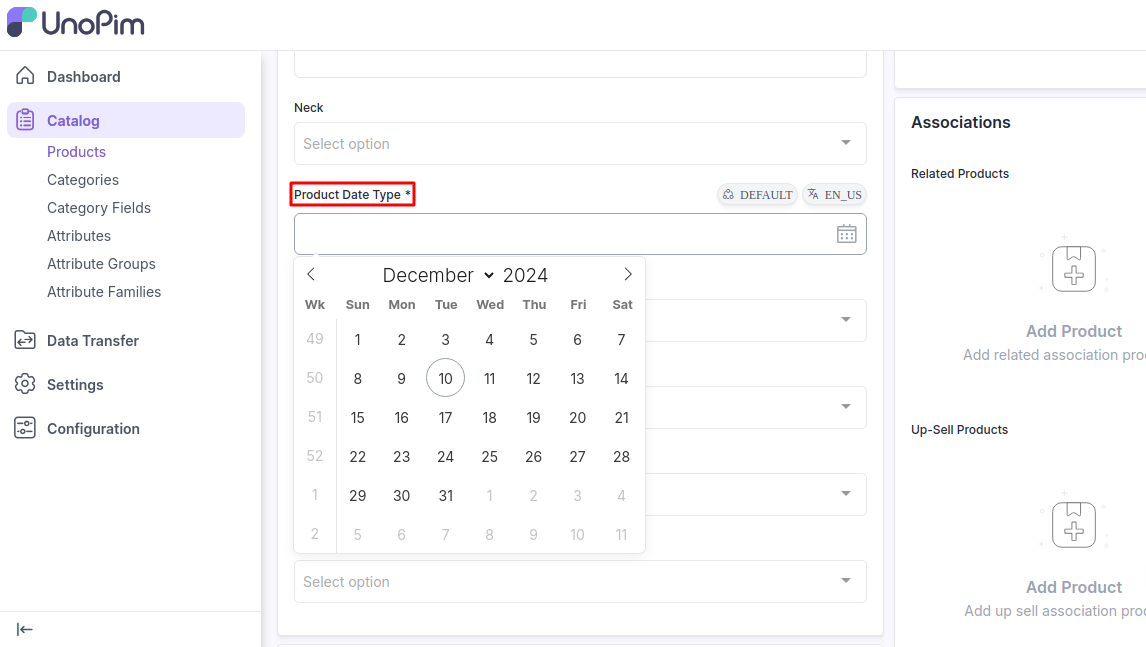 UnoPim
Dashboard
Catalog
Products
Categories
Category Fields
Attributes
Attribute Groups
Attribute Families
Data Transfer
Settings
Configuration
Neck
Select option
Product Date Type *
DEFAULT
EN_US
December 2024
Wk Sun Mon Tue Wed Thu Fri Sat
49 1 2 3 4 5 6 7
50 8 9 10 11 12 13 14
51 15 16 17 18 19 20 21
52 22 23 24 25 26 27 28
1 29 30 31 1 2 3 4
2 5 6 7 8 9 10 11
Select option
Associations
Related Products
Add Product
Add related association pro
Up-Sell Products
Add Product
Add up sell association pro